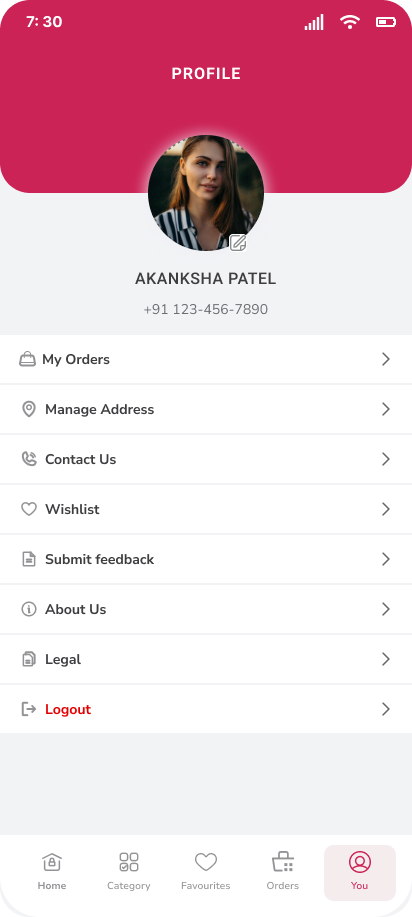 7: 30
PROFILE
AKANKSHA PATEL
+91 123-456-7890
My Orders
Manage Address
Contact Us
Wishlist
Submit feedback
About Us
Legal
Logout
Home Category Favourites Orders You